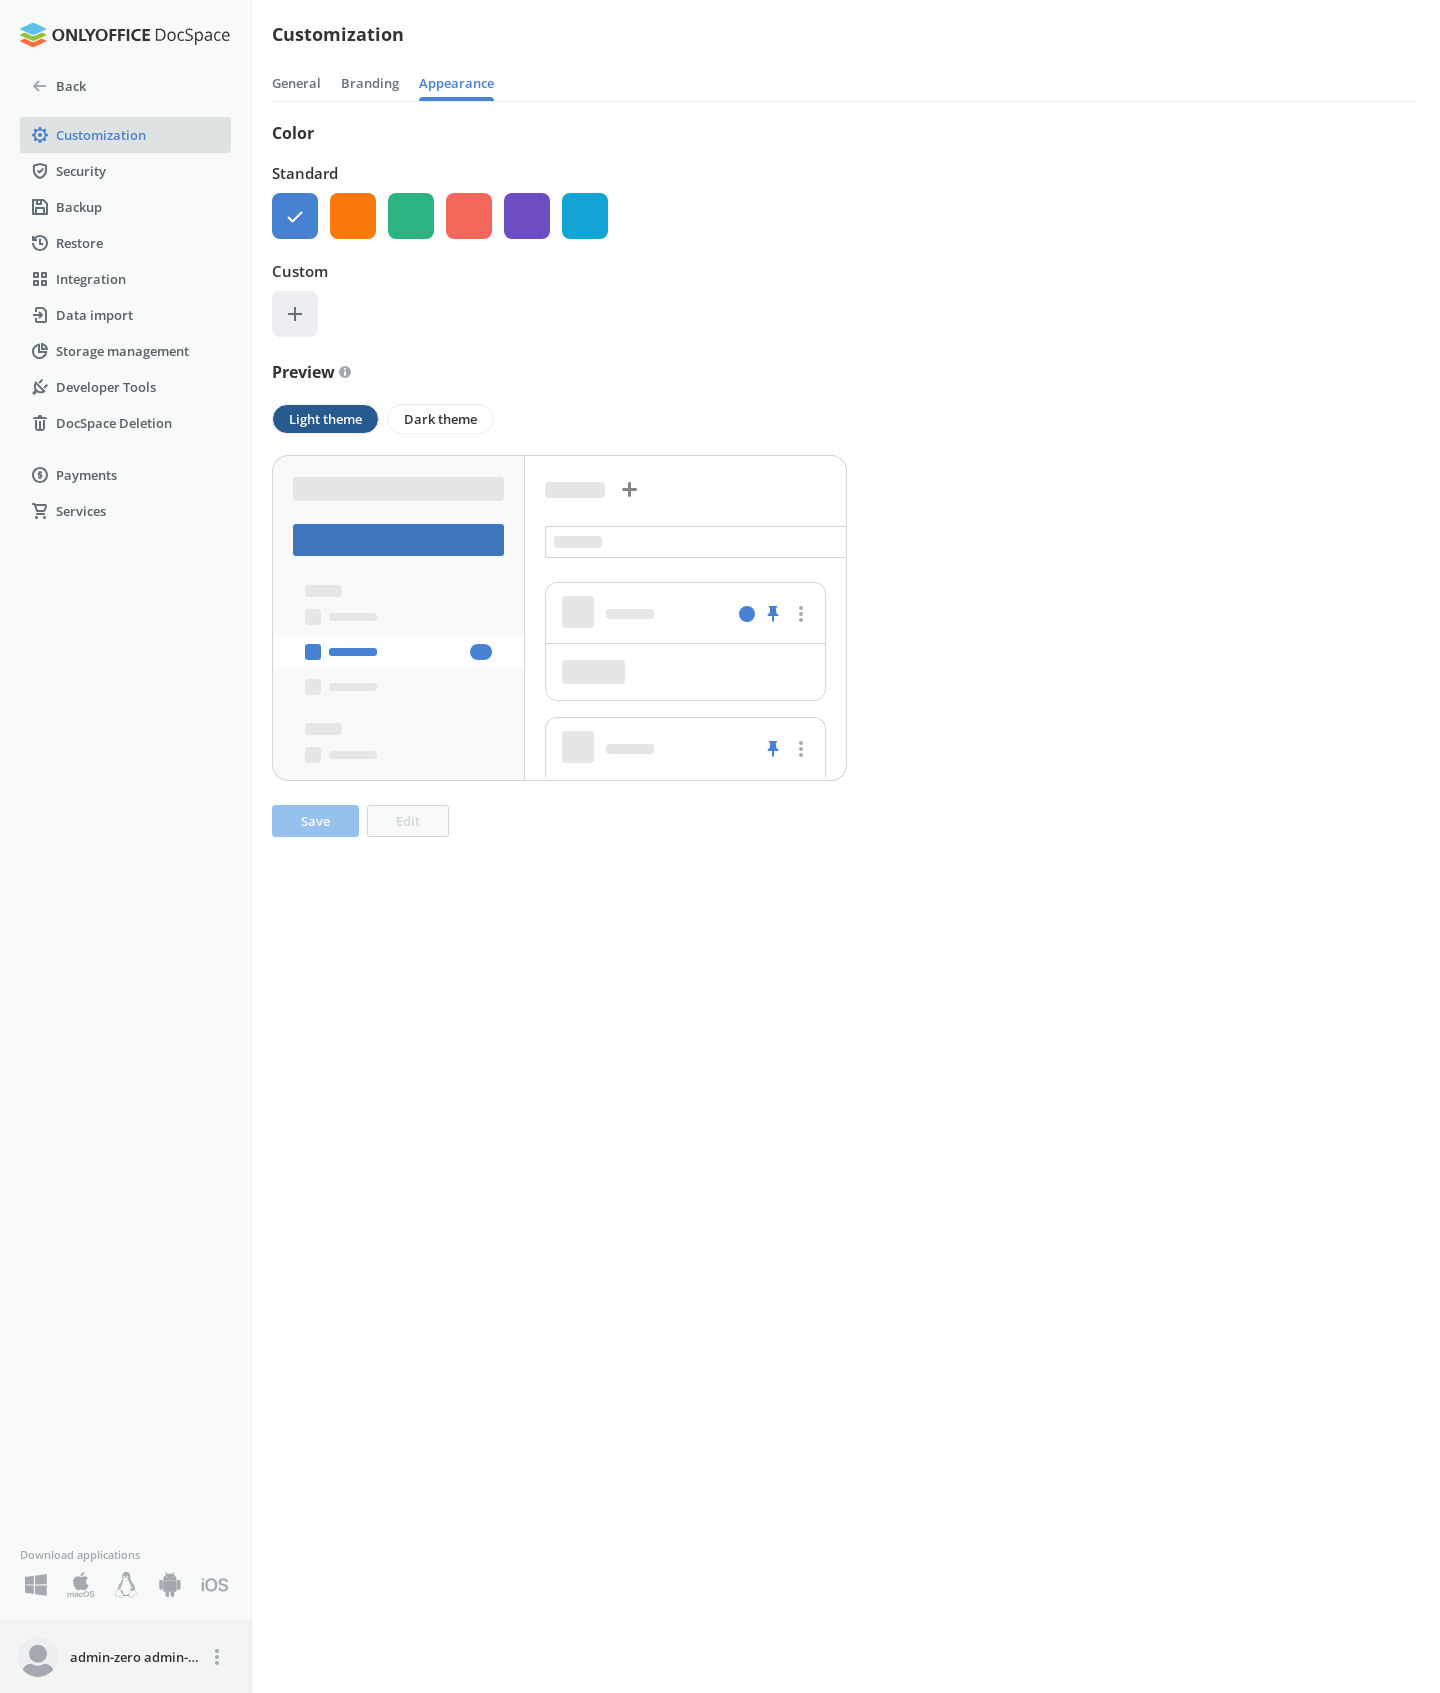 ONLYOFFICE DocSpace
Back
Customization
Security
Backup
Restore
Integration
Data import
Storage management
Developer Tools
DocSpace Deletion
Payments
Services
Download applications
macOS
iOS
admin-zero admin-...
Customization
General Branding Appearance
Color
Standard
Custom
Preview
Light theme Dark theme
Save Edit